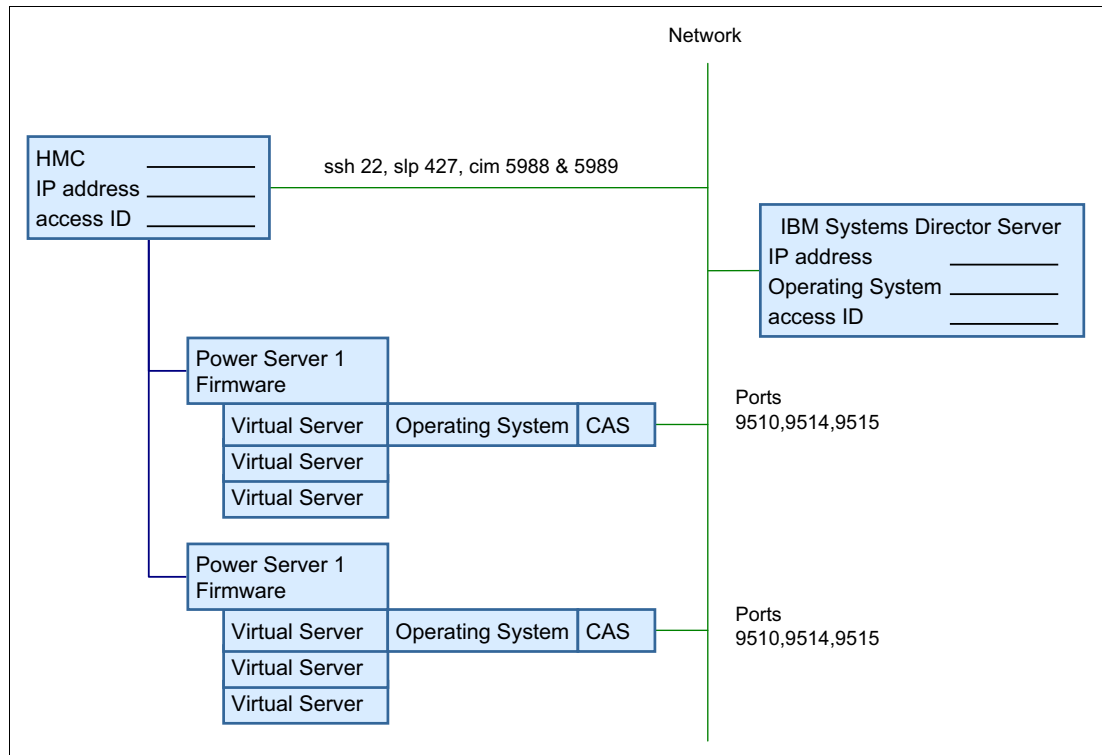 Network
HMC
IP address
access ID
ssh 22, slp 427, cim 5988 & 5989
IBM Systems Director Server
IP address
Operating System
access ID
Power Server 1
Firmware
Virtual Server Operating System CAS
Virtual Server
Virtual Server
Ports
9510,9514,9515
Power Server 1
Firmware
Virtual Server Operating System CAS
Virtual Server
Virtual Server
Ports
9510,9514,9515